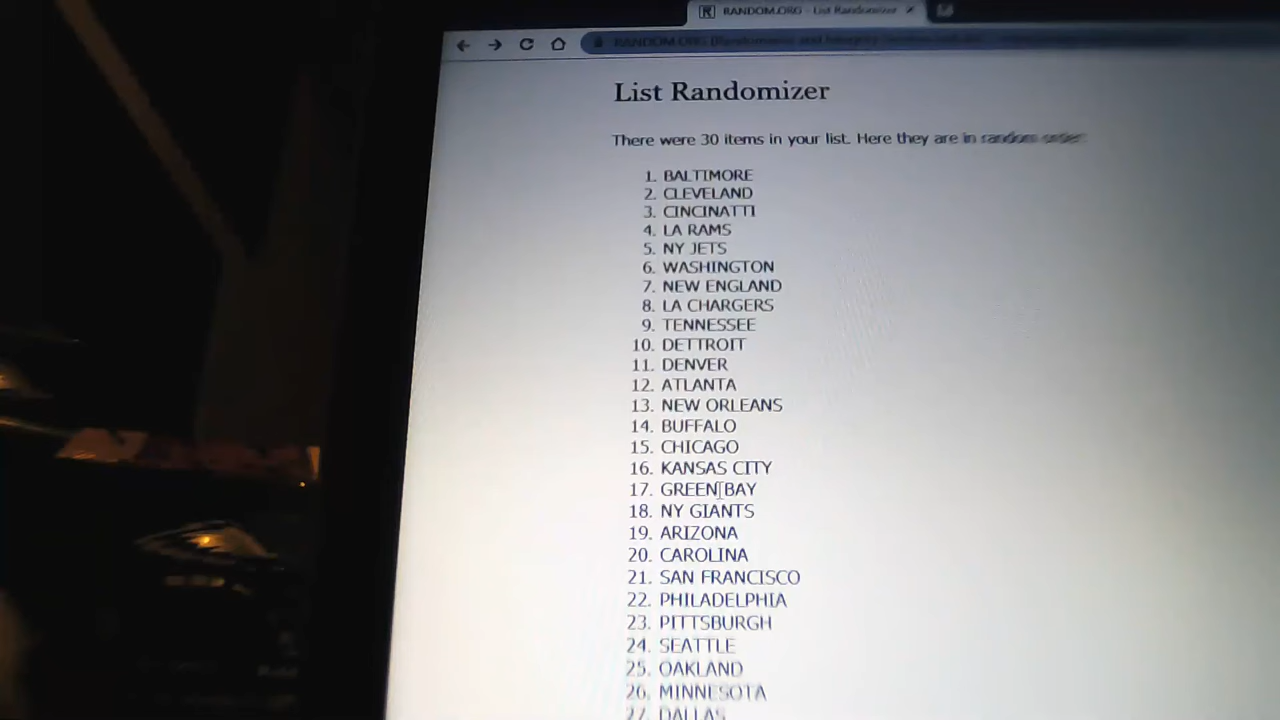 RANDOM.ORG - List Randomizer
List Randomizer
There were 30 items in your list. Here they are in random order:
1. BALTIMORE
2. CLEVELAND
3. CINCINATTI
4. LA RAMS
5. NY JETS
6. WASHINGTON
7. NEW ENGLAND
8. LA CHARGERS
9. TENNESSEE
10. DETTROIT
11. DENVER
12. ATLANTA
13. NEW ORLEANS
14. BUFFALO
15. CHICAGO
16. KANSAS CITY
17. GREEN BAY
18. NY GIANTS
19. ARIZONA
20. CAROLINA
21. SAN FRANCISCO
22. PHILADELPHIA
23. PITTSBURGH
24. SEATTLE
25. OAKLAND
26. MINNESOTA
27. DALLAS